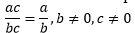 ac/bc = a/b, b ≠ 0, c ≠ 0